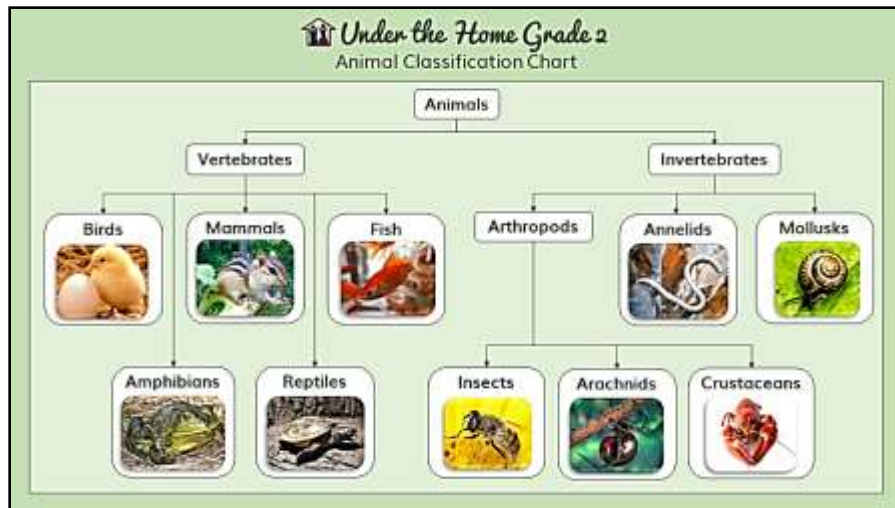 Under the Home Grade 2
Animal Classification Chart
Animals
Vertebrates
Invertebrates
Birds
Mammals
Fish
Arthropods
Annelids
Mollusks
Amphibians
Reptiles
Insects
Arachnids
Crustaceans